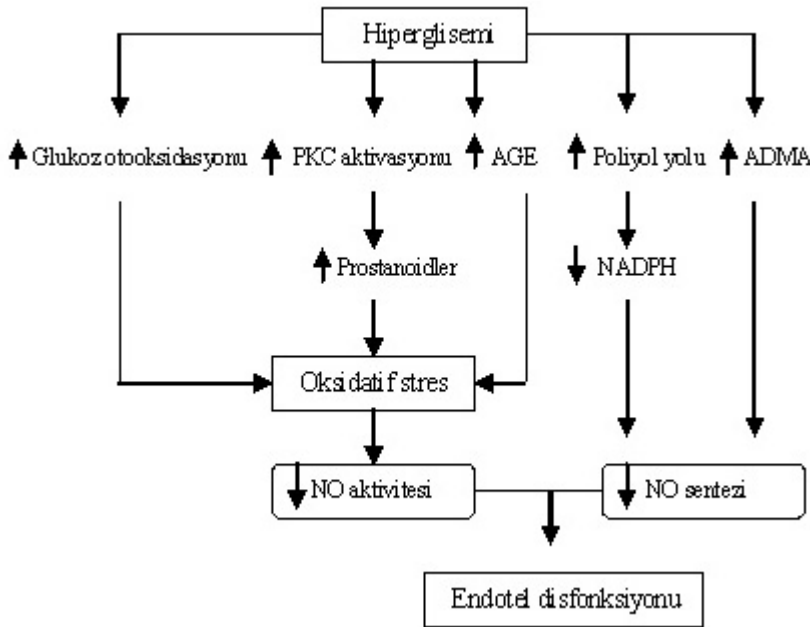 Hiperglisemi
Glukoz otooksidasyonu PKC aktivasyonu AGE Poliyol yolu ADMA
Prostanoidler NADPH
Oksidatif stres
NO aktivitesi NO sentezi
Endotel disfonksiyonu